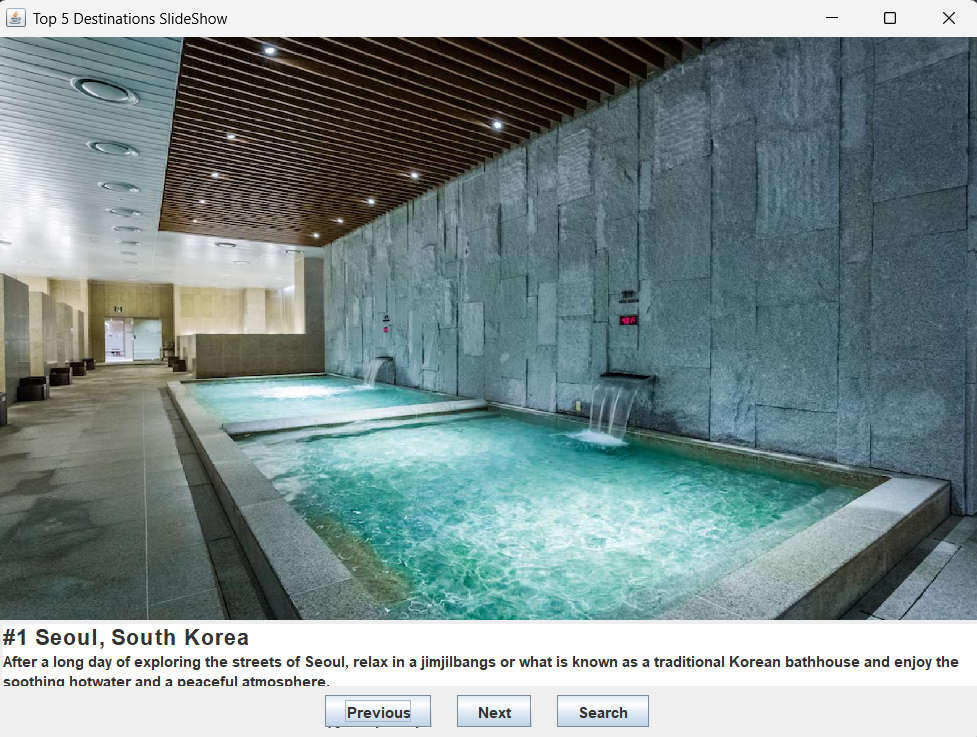 Top 5 Destinations SlideShow
#1 Seoul, South Korea
After a long day of exploring the streets of Seoul, relax in a jimjilbangs or what is known as a traditional Korean bathhouse and enjoy the
soothing hotwater and a peaceful atmosphere.
Previous
Next
Search